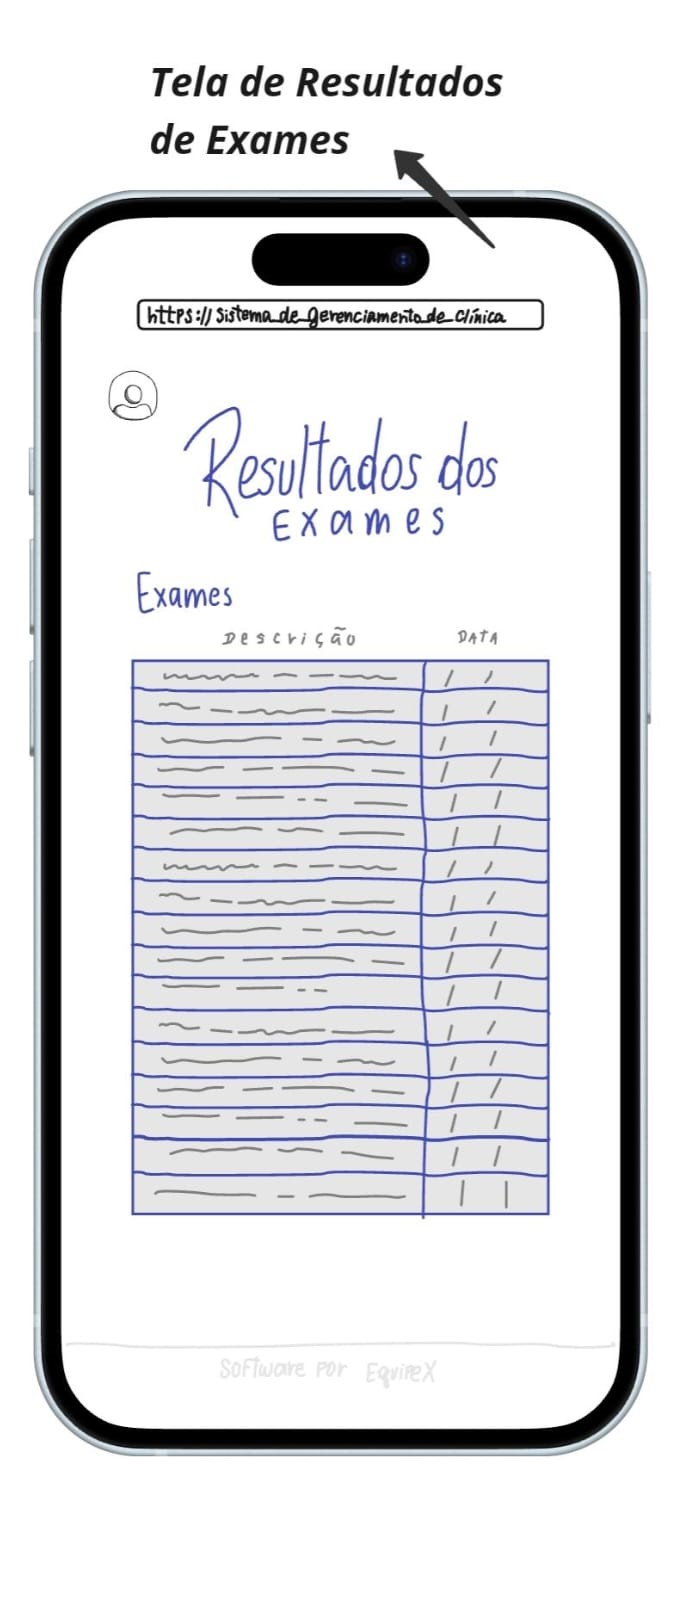 Tela de Resultados
de Exames
https://Sistema_de_gerenciamento_de_Clínica
Resultados dos
Exames
Exames
Descrição DATA
Software por EquipeX